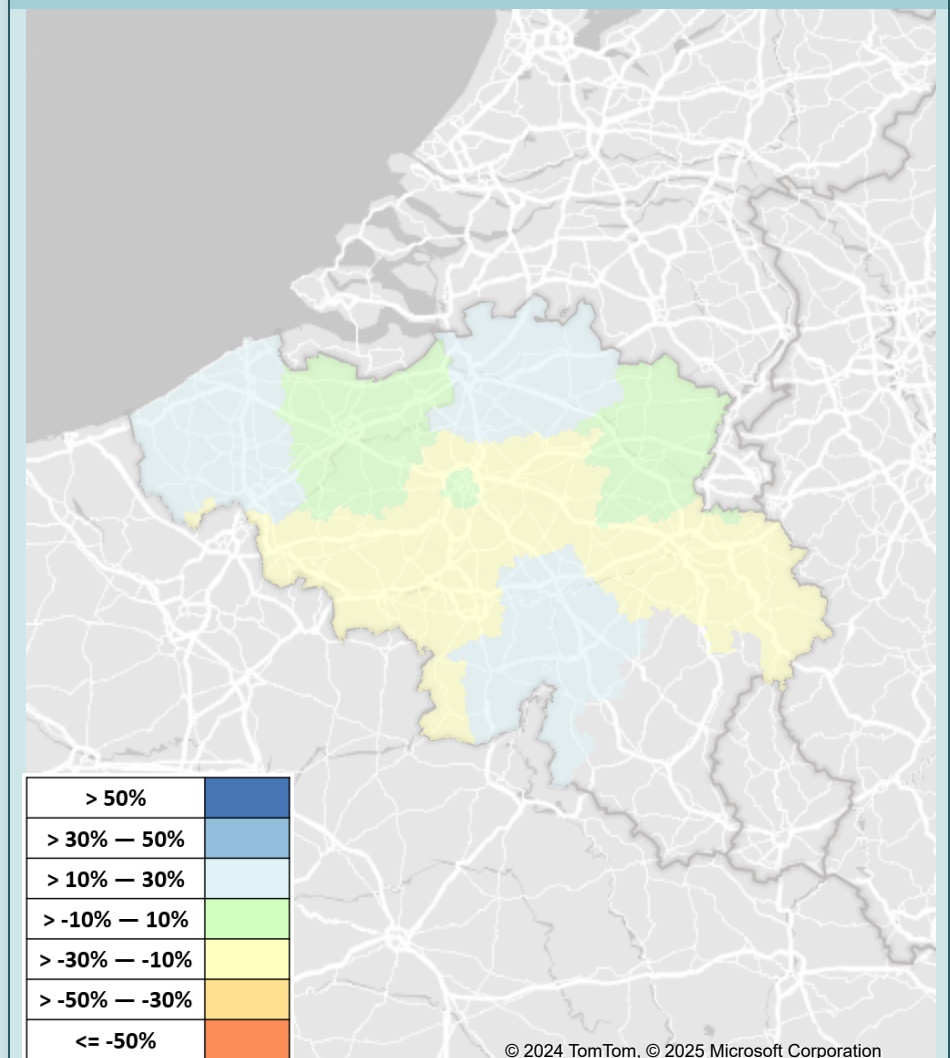 > 50%
> 30% — 50%
> 10% — 30%
> -10% — 10%
> -30% — -10%
> -50% — -30%
<= -50%
© 2024 TomTom, © 2025 Microsoft Corporation